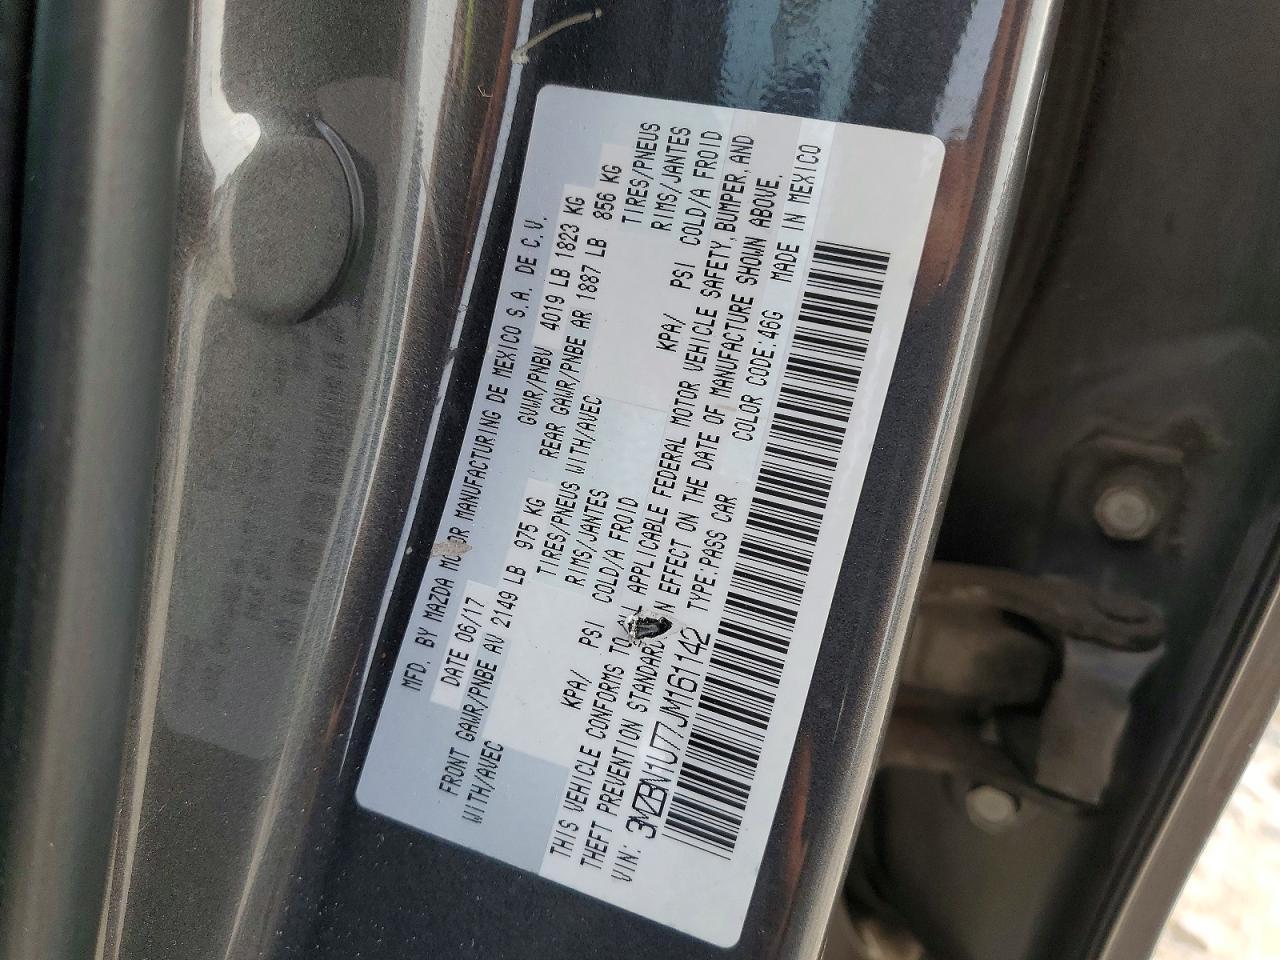 MFD. BY MAZDA MOTOR MANUFACTURING DE MEXICO S.A. DE C.V.
DATE 06/17 GVWR/PNBV 4019 LB 1823 KG
FRONT GAWR/PNBE AV 2149 LB 975 KG REAR GAWR/PNBE AR 1887 LB 856 KG
WITH/AVEC TIRES/PNEUS WITH/AVEC TIRES/PNEUS
RIMS/JANTES RIMS/JANTES
KPA/ PSI COLD/A FROID KPA/ PSI COLD/A FROID
THIS VEHICLE CONFORMS TO APPLICABLE FEDERAL MOTOR VEHICLE SAFETY, BUMPER, AND
THEFT PREVENTION STANDARD IN EFFECT ON THE DATE OF MANUFACTURE SHOWN ABOVE.
VIN: 3MZBN1U77JM161142 TYPE:PASS CAR COLOR CODE:46G MADE IN MEXICO